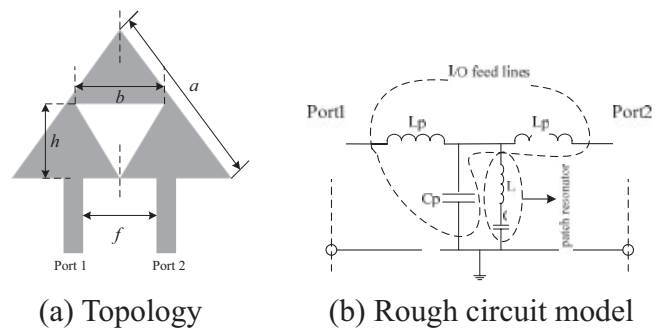 a
b
h
f
Port 1 Port 2
(a) Topology
I/O feed lines
Port1
Port2
Lp
Lp
Cp
L
C
patch resonator
(b) Rough circuit model